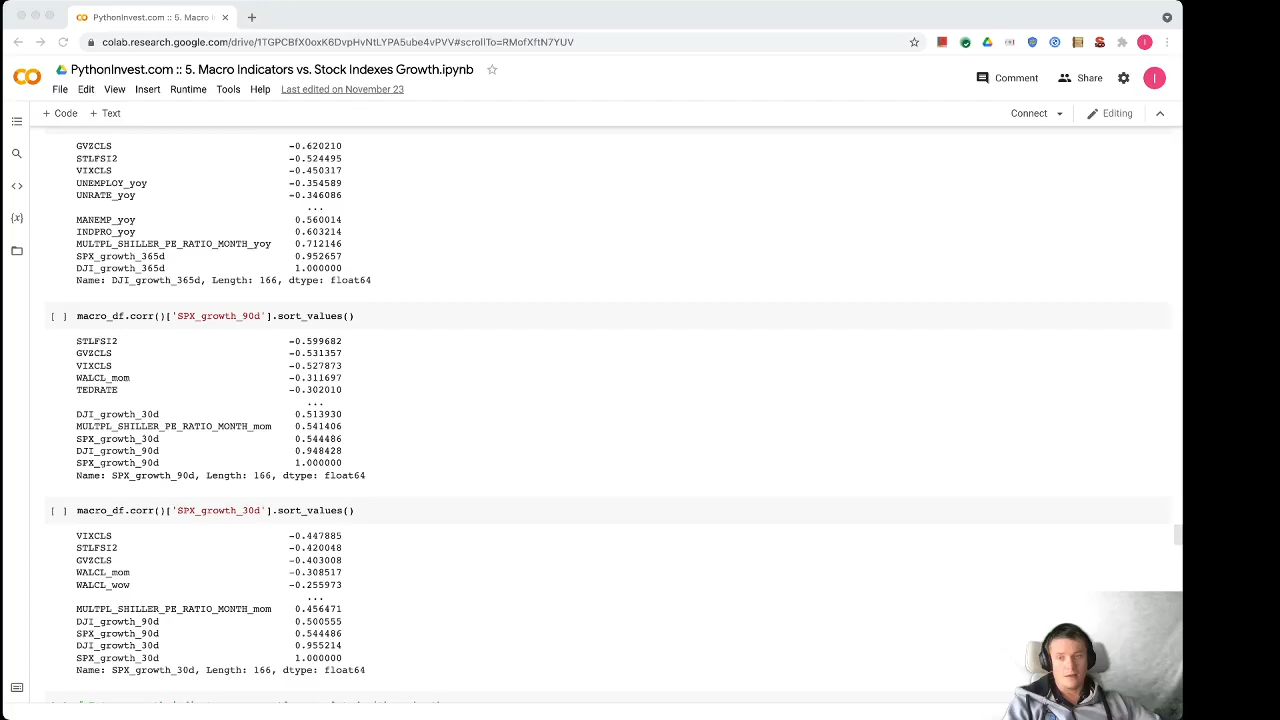 PythonInvest.com :: 5. Macro I
colab.research.google.com/drive/1TGPCBfX0oxK6DvpHvNtLYPA5ube4vPVV#scrollTo=RMofXftN7YUV
PythonInvest.com :: 5. Macro Indicators vs. Stock Indexes Growth.ipynb
Comment
Share
I
File Edit View Insert Runtime Tools Help Last edited on November 23
+ Code + Text
Connect
Editing
GVZCLS -0.620210
STLFSI2 -0.524495
VIXCLS -0.450317
UNEMPLOY_yoy -0.354589
UNRATE_yoy -0.346086
...
MANEMP_yoy 0.560014
INDPRO_yoy 0.603214
MULTPL_SHILLER_PE_RATIO_MONTH_yoy 0.712146
SPX_growth_365d 0.952657
DJI_growth_365d 1.000000
Name: DJI_growth_365d, Length: 166, dtype: float64
[ ] macro_df.corr()['SPX_growth_90d'].sort_values()
STLFSI2 -0.599682
GVZCLS -0.531357
VIXCLS -0.527873
WALCL_mom -0.311697
TEDRATE -0.302010
...
DJI_growth_30d 0.513930
MULTPL_SHILLER_PE_RATIO_MONTH_mom 0.541406
SPX_growth_30d 0.544486
DJI_growth_90d 0.948428
SPX_growth_90d 1.000000
Name: SPX_growth_90d, Length: 166, dtype: float64
[ ] macro_df.corr()['SPX_growth_30d'].sort_values()
VIXCLS -0.447885
STLFSI2 -0.420048
GVZCLS -0.403008
WALCL_mom -0.308517
WALCL_wow -0.255973
...
MULTPL_SHILLER_PE_RATIO_MONTH_mom 0.456471
DJI_growth_90d 0.500555
SPX_growth_90d 0.544486
DJI_growth_30d 0.955214
SPX_growth_30d 1.000000
Name: SPX_growth_30d, Length: 166, dtype: float64